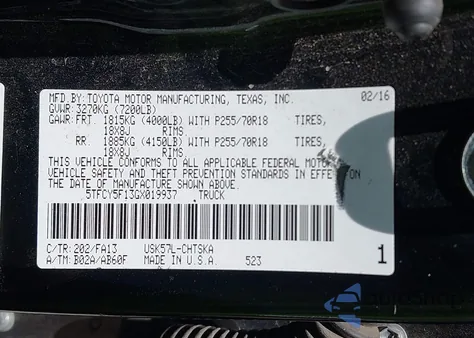 MFD.BY:TOYOTA MOTOR MANUFACTURING, TEXAS, INC. 02/16
GVWR:3270KG (7200LB)
GAWR:FRT. 1815KG (4000LB) WITH P255/70R18 TIRES,
18X8J RIMS.
RR. 1885KG (4150LB) WITH P255/70R18 TIRES,
18X8J RIMS.
THIS VEHICLE CONFORMS TO ALL APPLICABLE FEDERAL MOTOR
VEHICLE SAFETY AND THEFT PREVENTION STANDARDS IN EFFECT
THE DATE OF MANUFACTURE SHOWN ABOVE.
5TFCY5F13GX019937 TRUCK
C/TR:202/FA13 USK57L-CHTSKA
A/TM:B02A/AB60F MADE IN U.S.A. 523 1